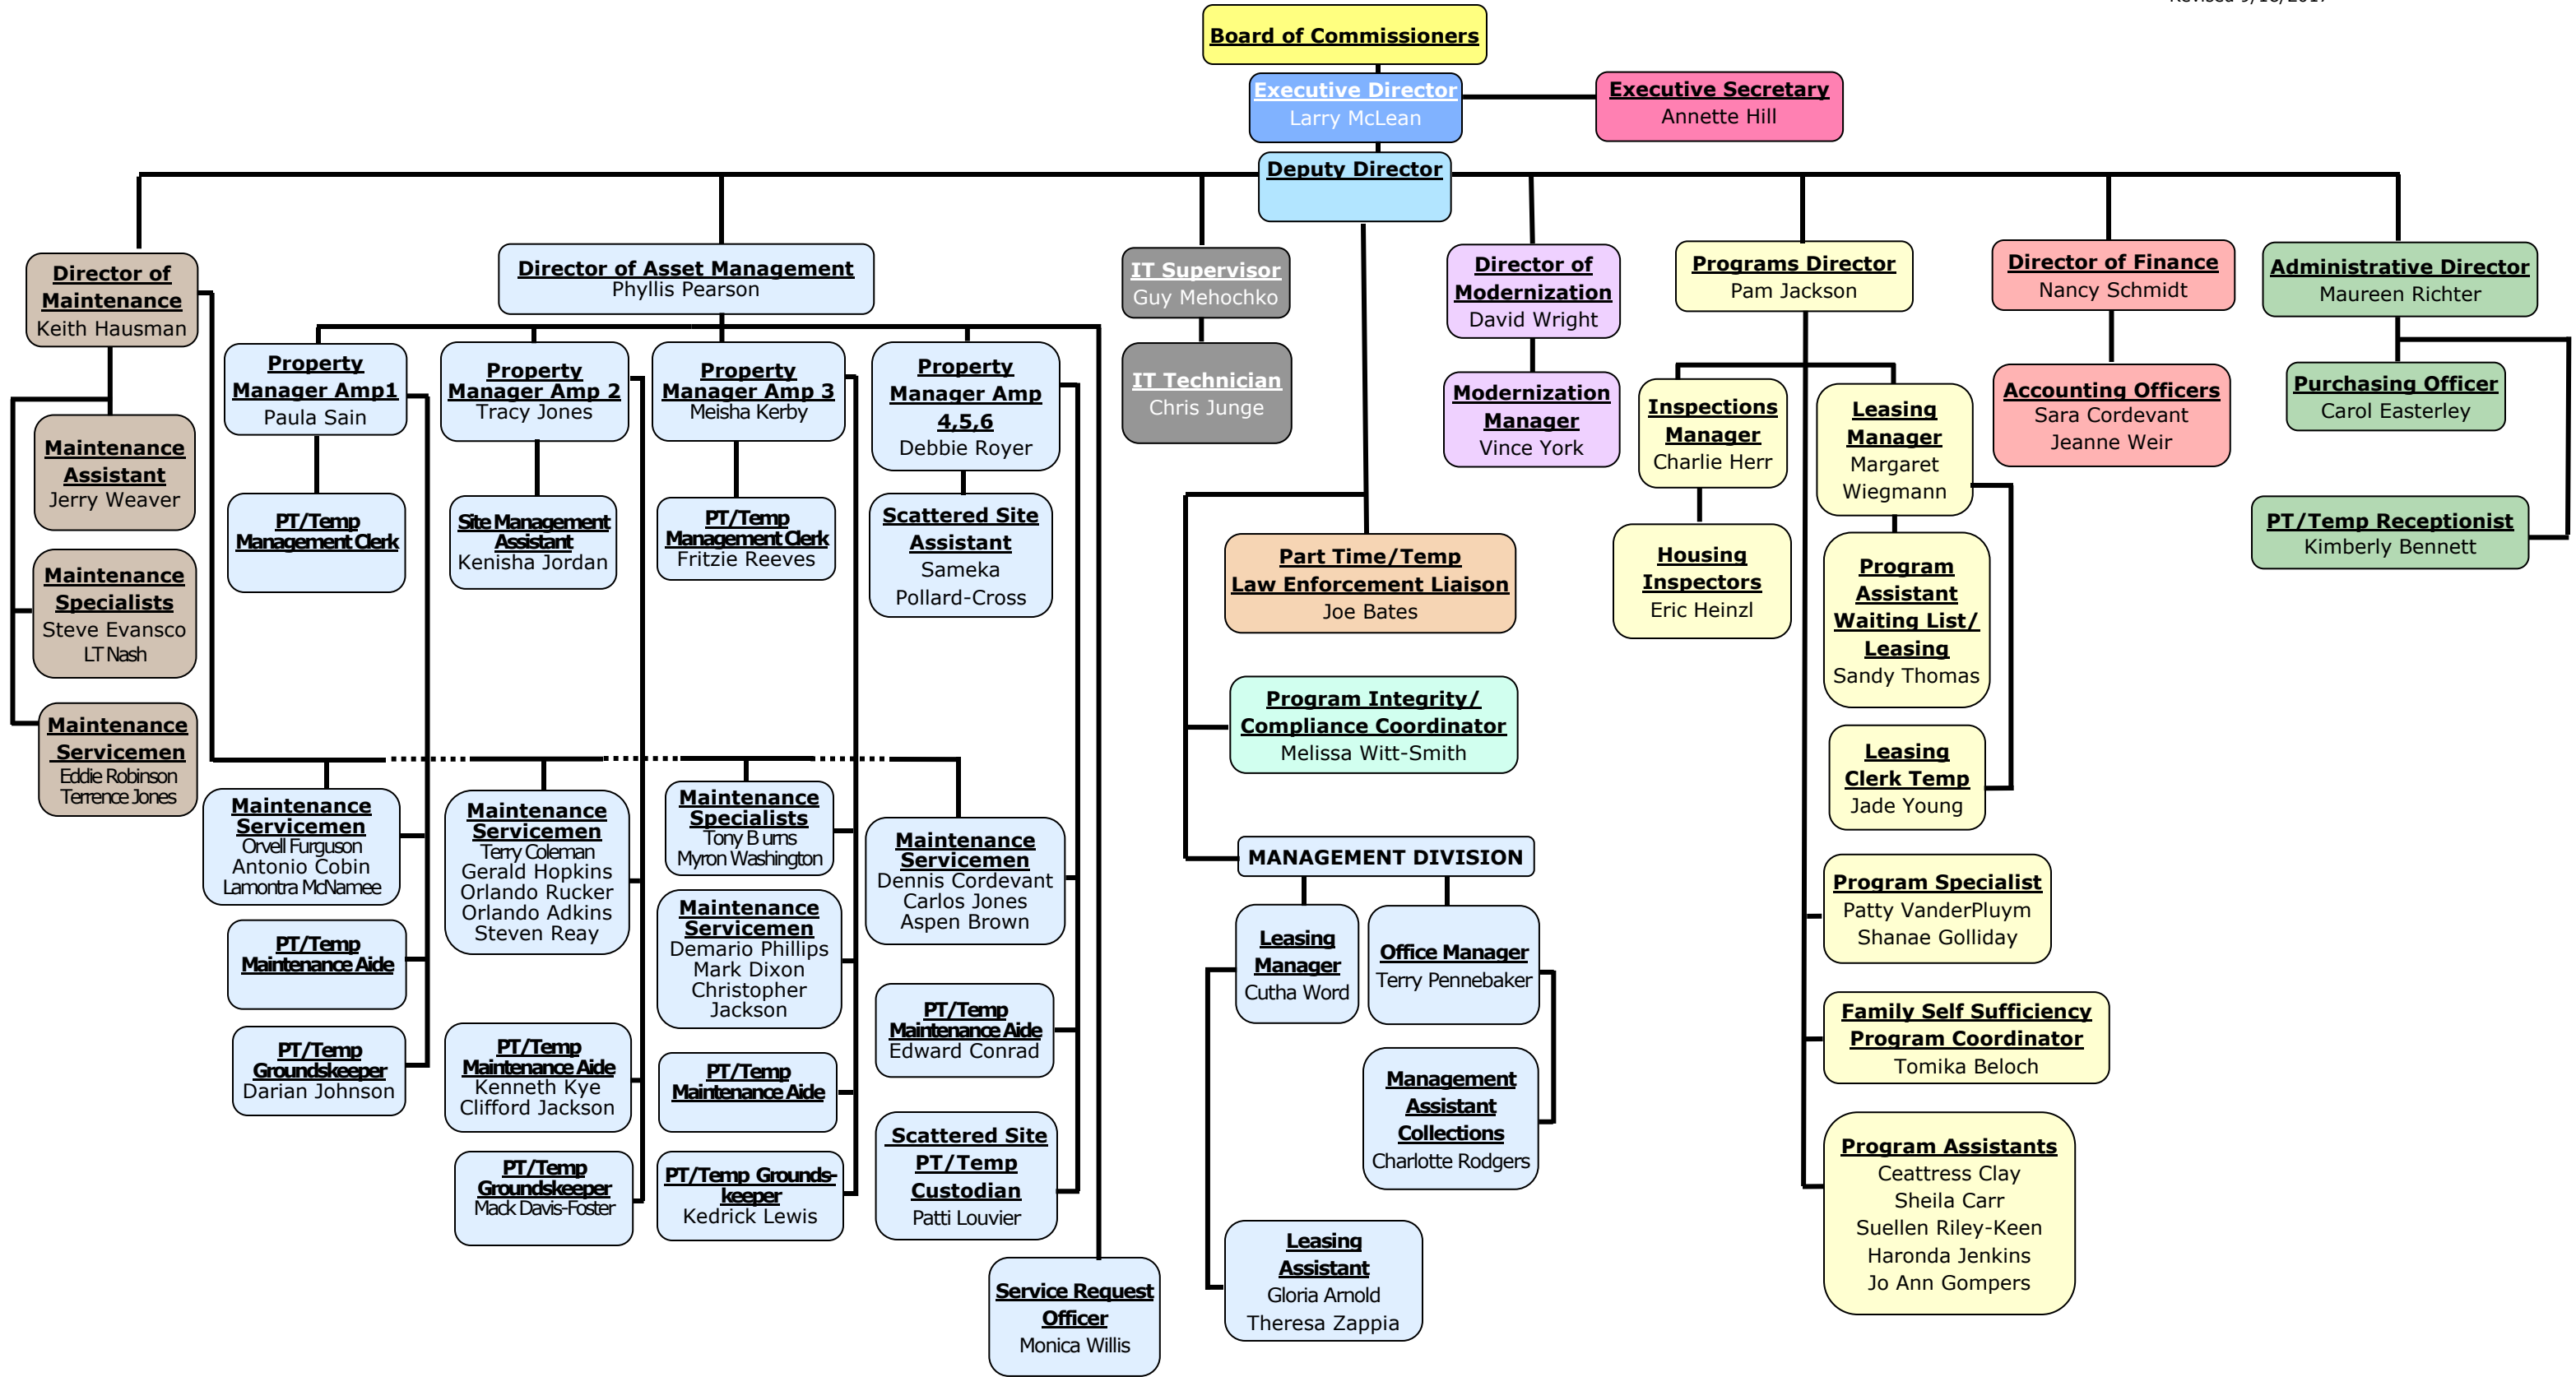 Board of Commissioners
Executive Director
Larry McLean
Executive Secretary
Annette Hill
Deputy Director
Director of
Maintenance
Keith Hausman
Director of Asset Management
Phyllis Pearson
IT Supervisor
Guy Mehochko
Director of
Modernization
David Wright
Programs Director
Pam Jackson
Director of Finance
Nancy Schmidt
Administrative Director
Maureen Richter
Maintenance
Assistant
Jerry Weaver
Maintenance
Specialists
Steve Evansco
LT Nash
Maintenance
Servicemen
Eddie Robinson
Terrence Jones
Property
Manager Amp1
Paula Sain
PT/Temp
Management Clerk
Maintenance
Servicemen
Orvell Furguson
Antonio Cobin
Lamontra McNamee
PT/Temp
Maintenance Aide
PT/Temp
Groundskeeper
Darian Johnson
Property
Manager Amp 2
Tracy Jones
Site Management
Assistant
Kenisha Jordan
Maintenance
Servicemen
Terry Coleman
Gerald Hopkins
Orlando Rucker
Orlando Adkins
Steven Reay
PT/Temp
Maintenance Aide
Kenneth Kye
Clifford Jackson
PT/Temp
Groundskeeper
Mack Davis-Foster
Property
Manager Amp 3
Meisha Kerby
PT/Temp
Management Clerk
Fritzie Reeves
Maintenance
Specialists
Tony B urns
Myron Washington
Maintenance
Servicemen
Demario Phillips
Mark Dixon
Christopher
Jackson
PT/Temp
Maintenance Aide
PT/Temp Grounds-
keeper
Kedrick Lewis
Property
Manager Amp
4,5,6
Debbie Royer
Scattered Site
Assistant
Sameka
Pollard-Cross
Maintenance
Servicemen
Dennis Cordevant
Carlos Jones
Aspen Brown
PT/Temp
Maintenance Aide
Edward Conrad
Scattered Site
PT/Temp
Custodian
Patti Louvier
Service Request
Officer
Monica Willis
IT Technician
Chris Junge
Part Time/Temp
Law Enforcement Liaison
Joe Bates
Program Integrity/
Compliance Coordinator
Melissa Witt-Smith
MANAGEMENT DIVISION
Leasing
Manager
Cutha Word
Office Manager
Terry Pennebaker
Management
Assistant
Collections
Charlotte Rodgers
Leasing
Assistant
Gloria Arnold
Theresa Zappia
Modernization
Manager
Vince York
Inspections
Manager
Charlie Herr
Housing
Inspectors
Eric Heinzl
Leasing
Manager
Margaret
Wiegmann
Program
Assistant
Waiting List/
Leasing
Sandy Thomas
Leasing
Clerk Temp
Jade Young
Program Specialist
Patty VanderPluym
Shanae Golliday
Family Self Sufficiency
Program Coordinator
Tomika Beloch
Program Assistants
Ceattress Clay
Sheila Carr
Suellen Riley-Keen
Haronda Jenkins
Jo Ann Gompers
Accounting Officers
Sara Cordevant
Jeanne Weir
Purchasing Officer
Carol Easterley
PT/Temp Receptionist
Kimberly Bennett